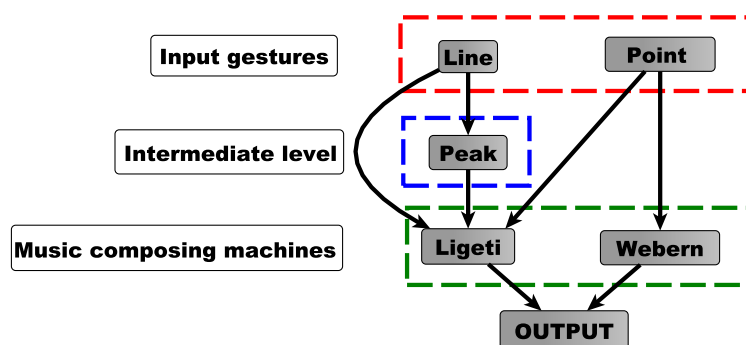 Input gestures
Line
Point
Intermediate level
Peak
Music composing machines
Ligeti
Webern
OUTPUT